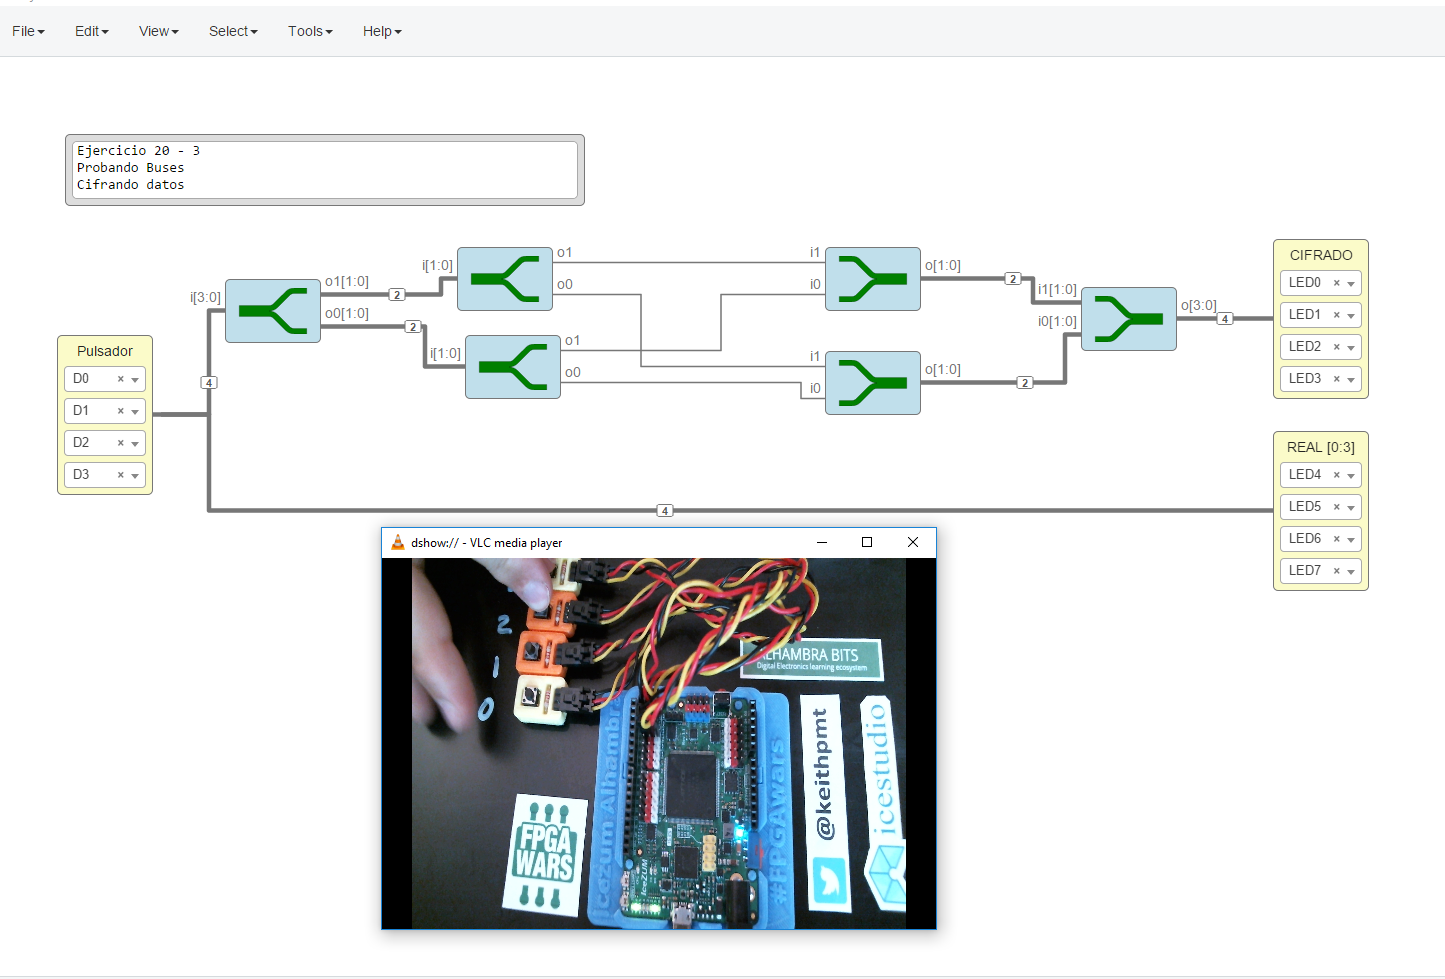 File Edit View Select Tools Help
Ejercicio 20 - 3
Probando Buses
Cifrando datos
i[3:0]
o1[1:0]
2
o0[1:0]
2
i[1:0]
o1
o0
i[1:0]
o1
o0
i1
i0
o[1:0]
2
i1
i0
o[1:0]
2
i1[1:0]
i0[1:0]
o[3:0]
4
Pulsador
D0 ×
D1 ×
D2 ×
D3 ×
4
4
CIFRADO
LED0 ×
LED1 ×
LED2 ×
LED3 ×
REAL [0:3]
LED4 ×
LED5 ×
LED6 ×
LED7 ×
dshow:// - VLC media player
2
1
0
ALHAMBRA BITS
Digital Electronics learning ecosystem
IceZum Alhambra
#FPGAwars
@keithpmt
icestudio
FPGA
WARS
IceZUM